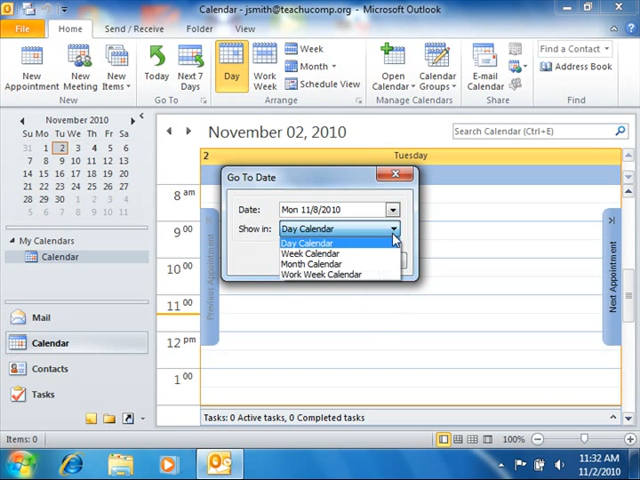 Calendar - jsmith@teachucomp.org - Microsoft Outlook
File
Home
Send / Receive
Folder
View
New Appointment
New Meeting
New Items
New
Today
Next 7 Days
Go To
Day
Work Week
Week
Month
Schedule View
Arrange
Open Calendar
Calendar Groups
Manage Calendars
E-mail Calendar
Share
Find a Contact
Address Book
Find
November 2010
Su Mo Tu We Th Fr Sa
31 1 2 3 4 5 6
7 8 9 10 11 12 13
14 15 16 17 18 19 20
21 22 23 24 25 26 27
28 29 30 1 2 3 4
5 6 7 8 9 10 11
My Calendars
Calendar
Mail
Calendar
Contacts
Tasks
November 02, 2010
Search Calendar (Ctrl+E)
2
Tuesday
8 am
9 00
10 00
11 00
12 pm
1 00
Previous Appointment
Next Appointment
Go To Date
Date:
Mon 11/8/2010
Show in:
Day Calendar
Day Calendar
Week Calendar
Month Calendar
Work Week Calendar
Tasks: 0 Active tasks, 0 Completed tasks
Items: 0
100%
11:32 AM
11/2/2010